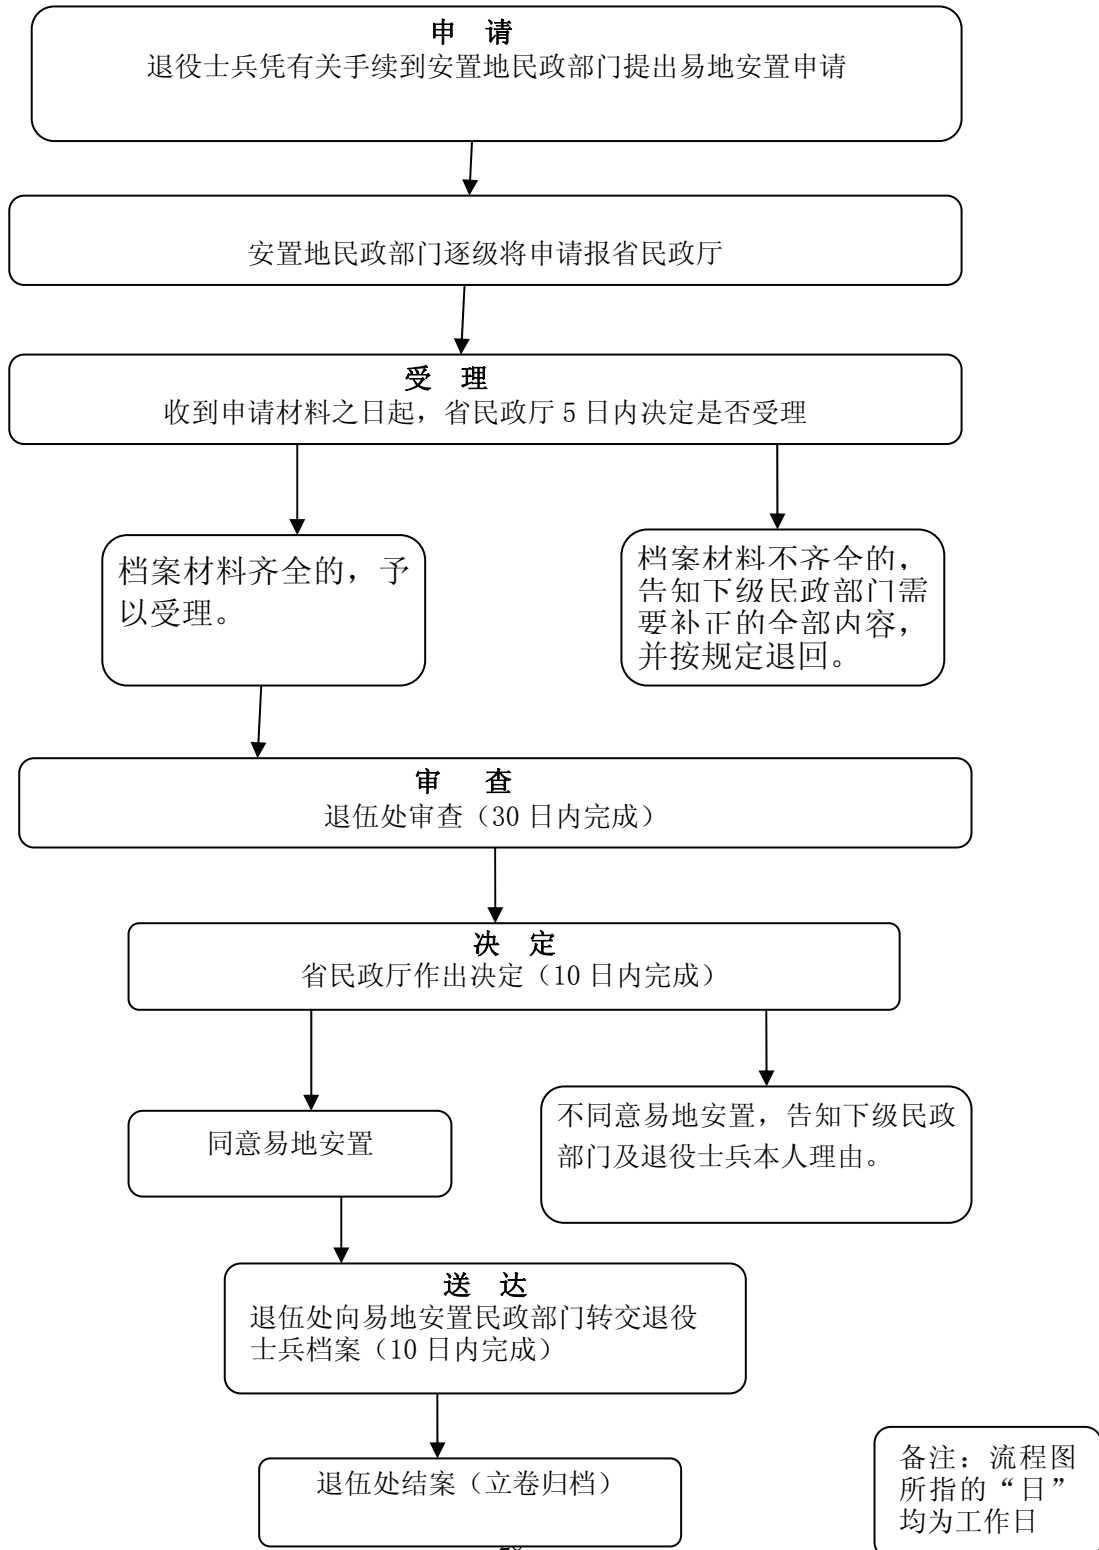 申 请
退役士兵凭有关手续到安置地民政部门提出易地安置申请
安置地民政部门逐级将申请报省民政厅
受 理
收到申请材料之日起，省民政厅 5 日内决定是否受理
档案材料齐全的，予
以受理。
档案材料不齐全的，
告知下级民政部门需
要补正的全部内容，
并按规定退回。
审 查
退伍处审查（30 日内完成）
决 定
省民政厅作出决定（10 日内完成）
同意易地安置
不同意易地安置，告知下级民政
部门及退役士兵本人理由。
送 达
退伍处向易地安置民政部门转交退役
士兵档案（10 日内完成）
退伍处结案（立卷归档）
备注：流程图
所指的“日”
均为工作日